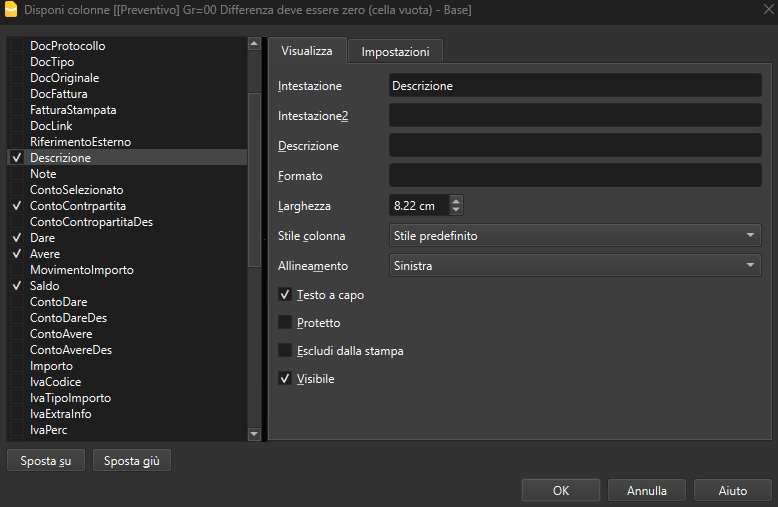 Disponi colonne [[Preventivo] Gr=00 Differenza deve essere zero (cella vuota) - Base]
DocProtocollo
DocTipo
DocOriginale
DocFattura
FatturaStampata
DocLink
RiferimentoEsterno
Descrizione
Note
ContoSelezionato
ContoContrpartita
ContoContropartitaDes
Dare
Avere
MovimentoImporto
Saldo
ContoDare
ContoDareDes
ContoAvere
ContoAvereDes
Importo
IvaCodice
IvaTipoImporto
IvaExtraInfo
IvaPerc
Sposta su
Sposta giù
Visualizza
Impostazioni
Intestazione Descrizione
Intestazione2
Descrizione
Formato
Larghezza 8.22 cm
Stile colonna Stile predefinito
Allineamento Sinistra
Testo a capo
Protetto
Escludi dalla stampa
Visibile
OK
Annulla
Aiuto